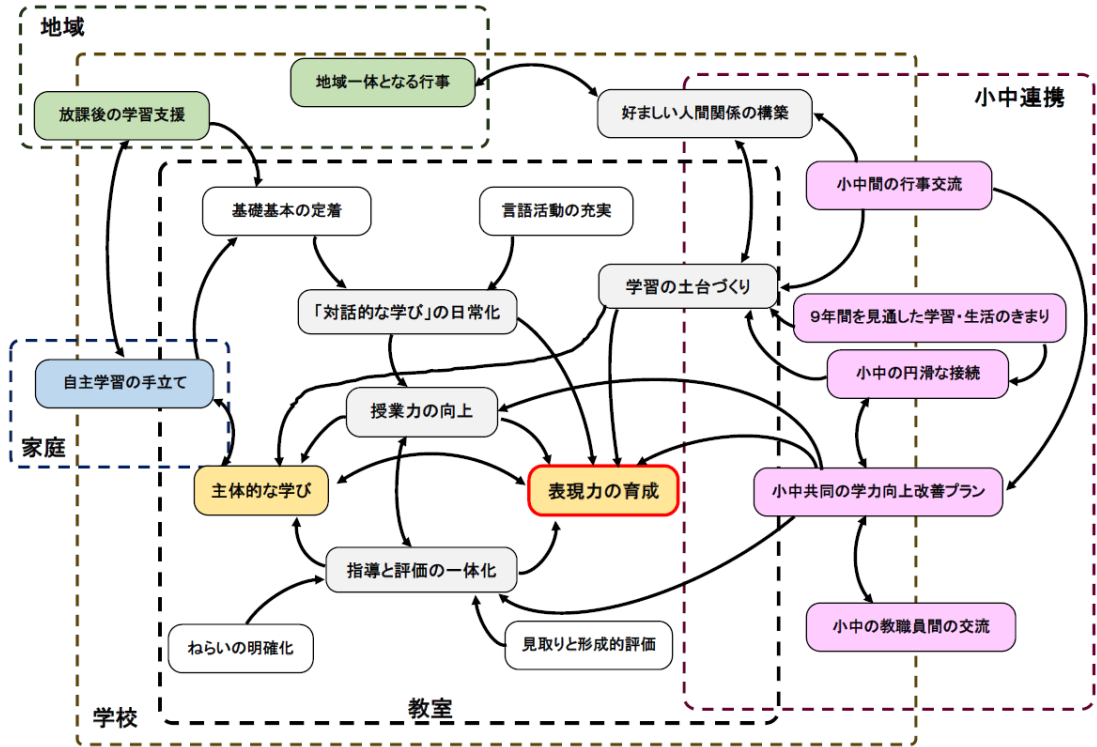 地域
地域一体となる行事
小中連携
放課後の学習支援
好ましい人間関係の構築
小中間の行事交流
基礎基本の定着
言語活動の充実
学習の土台づくり
「対話的な学び」の日常化
9年間を見通した学習・生活のきまり
自主学習の手立て
小中の円滑な接続
授業力の向上
家庭
主体的な学び
表現力の育成
小中共同の学力向上改善プラン
指導と評価の一体化
ねらいの明確化
見取りと形成的評価
小中の教職員間の交流
教室
学校